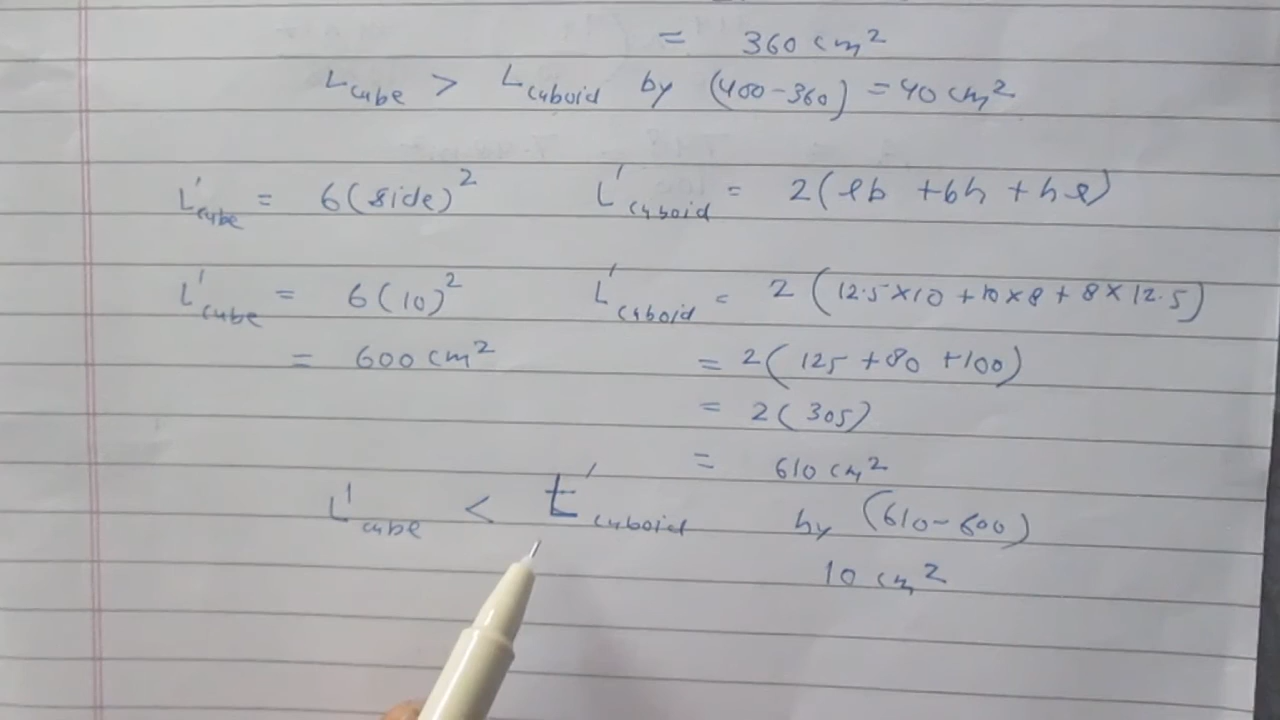 = 360 cm²
Lcube > Lcuboid by (400-360) = 40 cm²
L'cube = 6(side)² L'cuboid = 2(lb + bh + hl)
L'cube = 6(10)² L'cuboid = 2(12.5×10 + 10×8 + 8×12.5)
= 600 cm² = 2(125 + 80 + 100)
= 2(305)
= 610 cm²
L'cube < L'cuboid by (610-600)
10 cm²